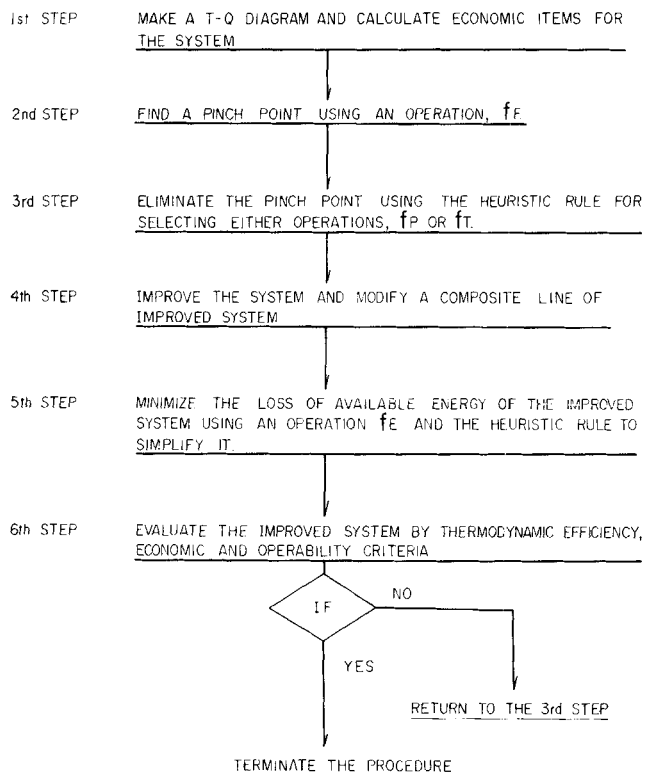 1st STEP MAKE A T-Q DIAGRAM AND CALCULATE ECONOMIC ITEMS FOR
THE SYSTEM
2nd STEP FIND A PINCH POINT USING AN OPERATION, fE.
3rd STEP ELIMINATE THE PINCH POINT USING THE HEURISTIC RULE FOR
SELECTING EITHER OPERATIONS, fP OR fT.
4th STEP IMPROVE THE SYSTEM AND MODIFY A COMPOSITE LINE OF
IMPROVED SYSTEM
5th STEP MINIMIZE THE LOSS OF AVAILABLE ENERGY OF THE IMPROVED
SYSTEM USING AN OPERATION fE AND THE HEURISTIC RULE TO
SIMPLIFY IT.
6th STEP EVALUATE THE IMPROVED SYSTEM BY THERMODYNAMIC EFFICIENCY,
ECONOMIC AND OPERABILITY CRITERIA
IF
NO
YES
RETURN TO THE 3rd STEP
TERMINATE THE PROCEDURE